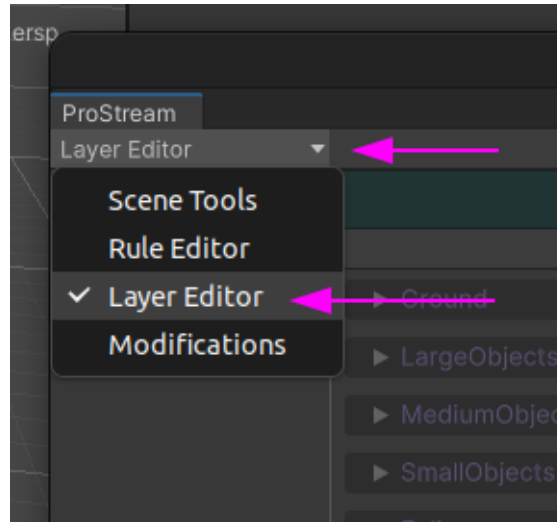 ersp
ProStream
Layer Editor
Scene Tools
Rule Editor
Layer Editor
Modifications
Ground
LargeObjects
MediumObjec
SmallObjects